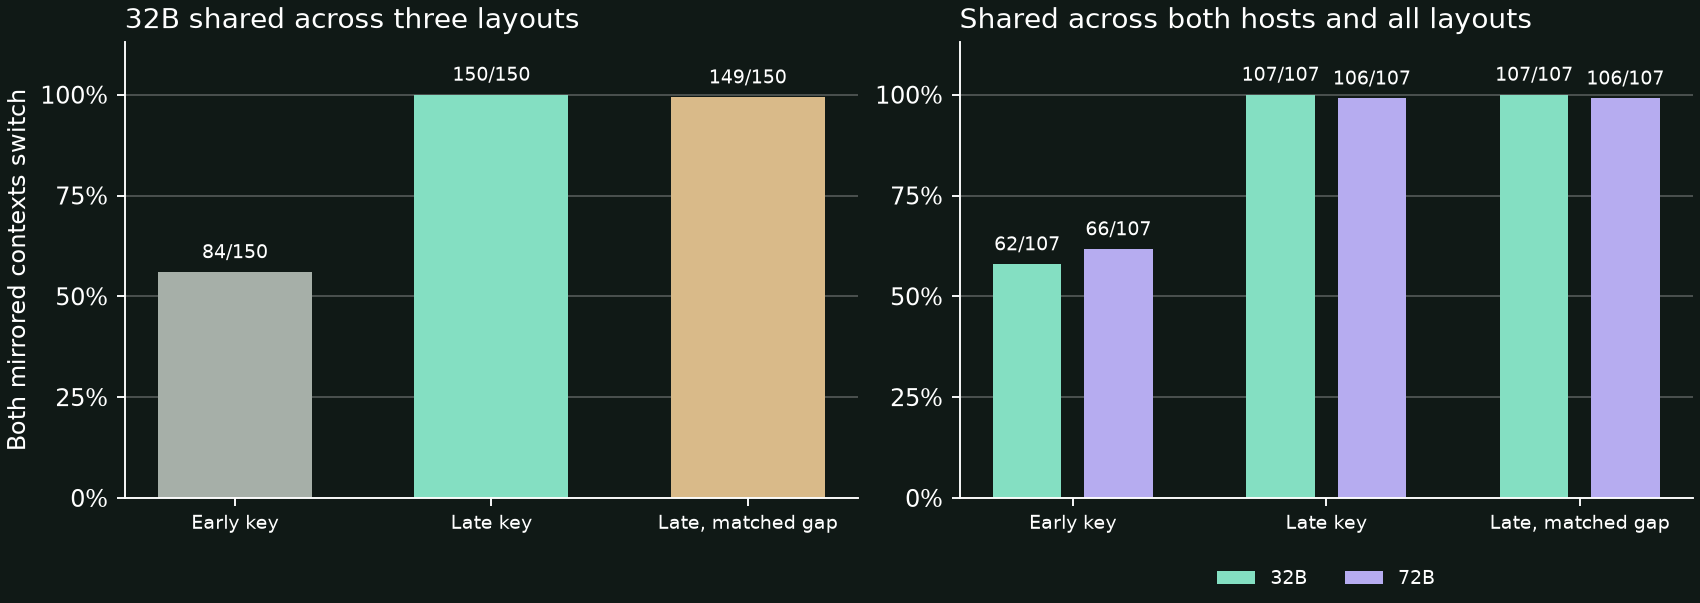 32B shared across three layouts
Both mirrored contexts switch
100%
75%
50%
25%
0%
84/150
150/150
149/150
Early key
Late key
Late, matched gap
Shared across both hosts and all layouts
100%
75%
50%
25%
0%
62/107
66/107
107/107
106/107
107/107
106/107
Early key
Late key
Late, matched gap
32B
72B